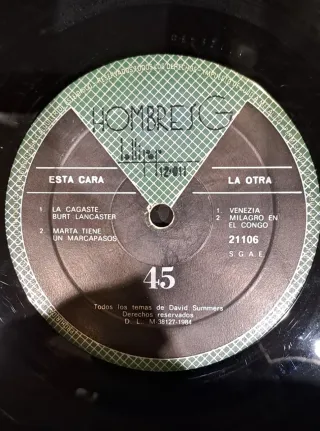 HOMBRES G
ESTA CARA
1. LA CAGASTE
BURT LANCASTER
2. MARTA TIENE
UN MARCAPASOS
LA OTRA
1. VENEZIA
2. MILAGRO EN
EL CONGO
21106
S.G.A.E.
45
Todos los temas de David Summers
Derechos reservados
D. L. M-38127-1984